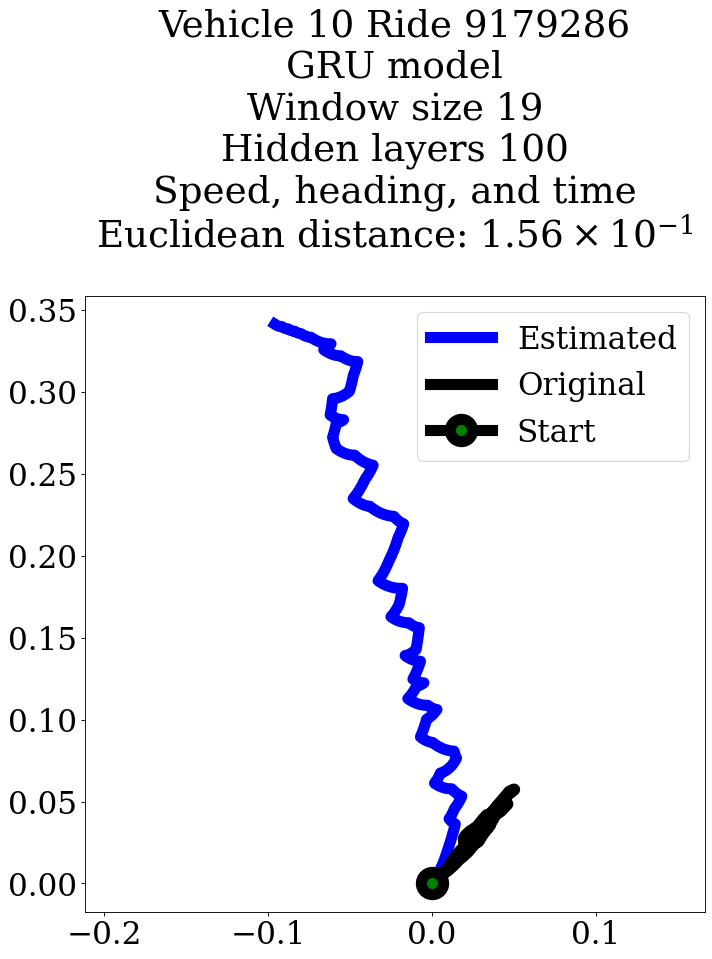 Vehicle 10 Ride 9179286
GRU model
Window size 19
Hidden layers 100
Speed, heading, and time
Euclidean distance: 1.56 × 10⁻¹
0.35
0.30
0.25
0.20
0.15
0.10
0.05
0.00
Estimated
Original
Start
−0.2 −0.1 0.0 0.1